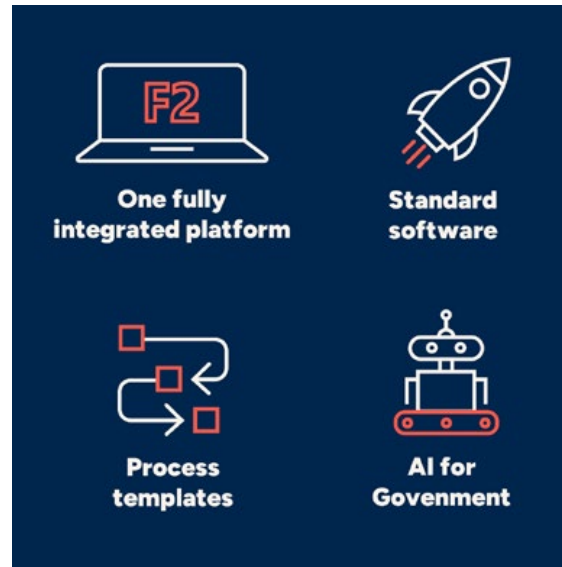 F2
One fully
integrated platform
Standard
software
Process
templates
AI for
Govenment